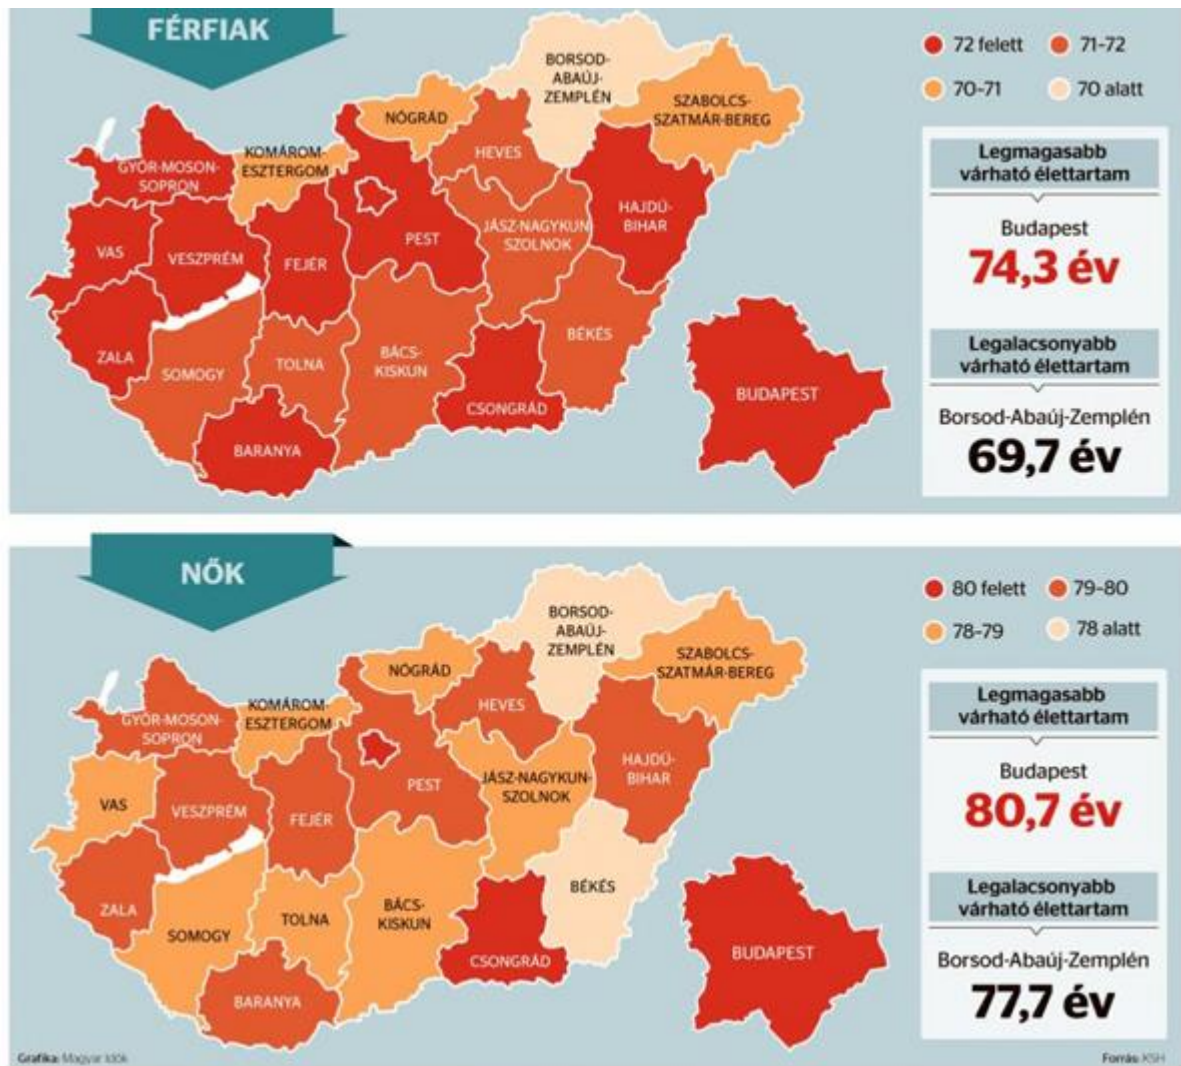 FÉRFIAK
72 felett
71-72
70-71
70 alatt
BORSOD-
ABAÚJ-
ZEMPLÉN
SZABOLCS-
SZATMÁR-BEREG
NÓGRÁD
HEVES
KOMÁROM-
ESZTERGOM
GYŐR-MOSON-
SOPRON
HAJDÚ-
BIHAR
JÁSZ-NAGYKUN
SZOLNOK
PEST
VAS
VESZPRÉM
FEJÉR
BÉKÉS
ZALA
SOMOGY
TOLNA
BÁCS-
KISKUN
CSONGRÁD
BARANYA
BUDAPEST
Legmagasabb
várható élettartam
Budapest
74,3 év
Legalacsonyabb
várható élettartam
Borsod-Abaúj-Zemplén
69,7 év
NŐK
80 felett
79-80
78-79
78 alatt
BORSOD-
ABAÚJ-
ZEMPLÉN
SZABOLCS-
SZATMÁR-BEREG
NÓGRÁD
HEVES
KOMÁROM-
ESZTERGOM
GYŐR-MOSON-
SOPRON
HAJDÚ-
BIHAR
JÁSZ-NAGYKUN-
SZOLNOK
PEST
VAS
VESZPRÉM
FEJÉR
BÉKÉS
ZALA
SOMOGY
TOLNA
BÁCS-
KISKUN
CSONGRÁD
BARANYA
BUDAPEST
Legmagasabb
várható élettartam
Budapest
80,7 év
Legalacsonyabb
várható élettartam
Borsod-Abaúj-Zemplén
77,7 év
Grafika: Magyar Idők
Forrás: KSH